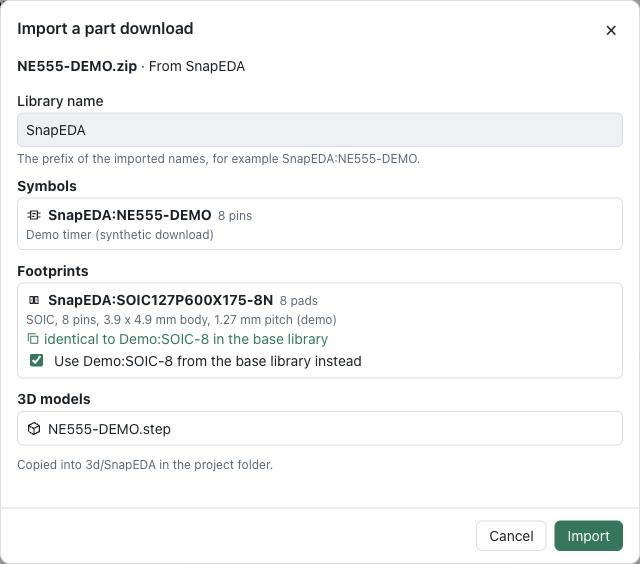 Import a part download
NE555-DEMO.zip · From SnapEDA
Library name
SnapEDA
The prefix of the imported names, for example SnapEDA:NE555-DEMO.
Symbols
SnapEDA:NE555-DEMO 8 pins
Demo timer (synthetic download)
Footprints
SnapEDA:SOIC127P600X175-8N 8 pads
SOIC, 8 pins, 3.9 x 4.9 mm body, 1.27 mm pitch (demo)
identical to Demo:SOIC-8 in the base library
Use Demo:SOIC-8 from the base library instead
3D models
NE555-DEMO.step
Copied into 3d/SnapEDA in the project folder.
Cancel Import